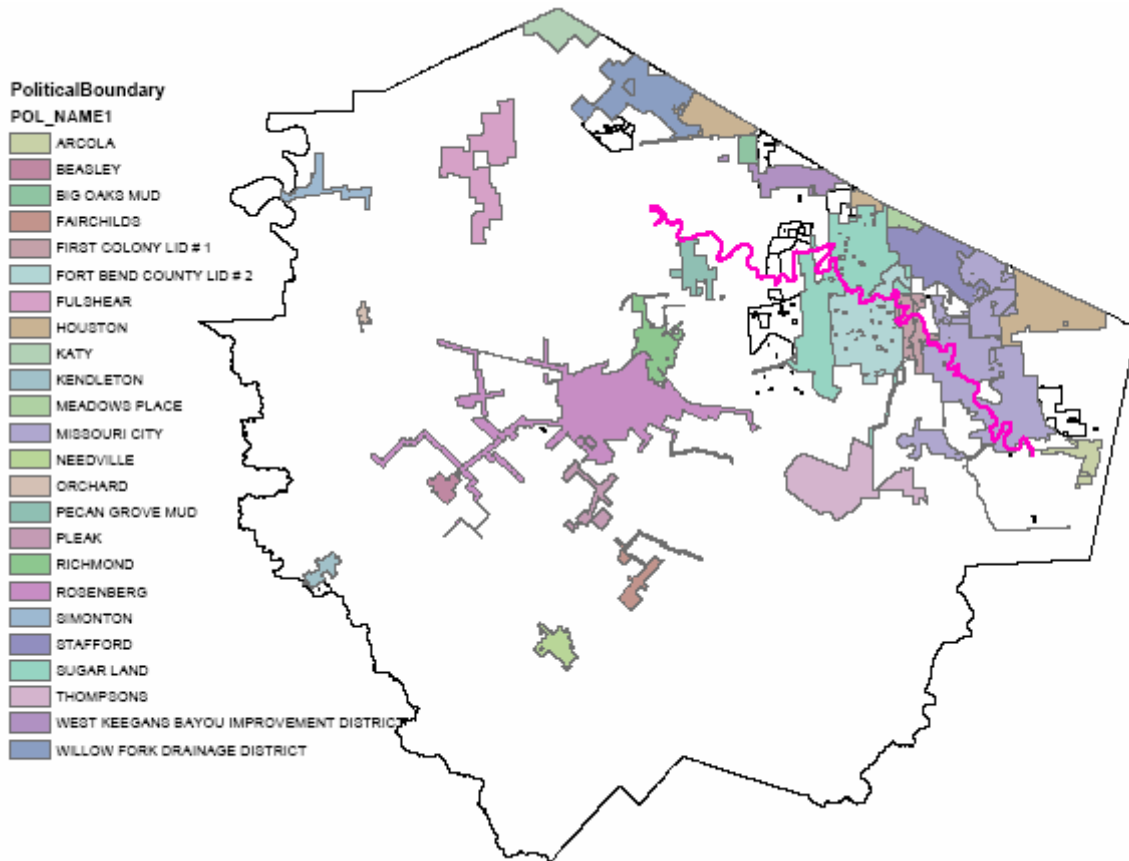 PoliticalBoundary
POL_NAME1
ARCOLA
BEASLEY
BIG OAKS MUD
FAIRCHILDS
FIRST COLONY LID # 1
FORT BEND COUNTY LID # 2
FULSHEAR
HOUSTON
KATY
KENDLETON
MEADOWS PLACE
MISSOURI CITY
NEEDVILLE
ORCHARD
PECAN GROVE MUD
PLEAK
RICHMOND
ROSENBERG
SIMONTON
STAFFORD
SUGAR LAND
THOMPSONS
WEST KEEGANS BAYOU IMPROVEMENT DISTRICT
WILLOW FORK DRAINAGE DISTRICT